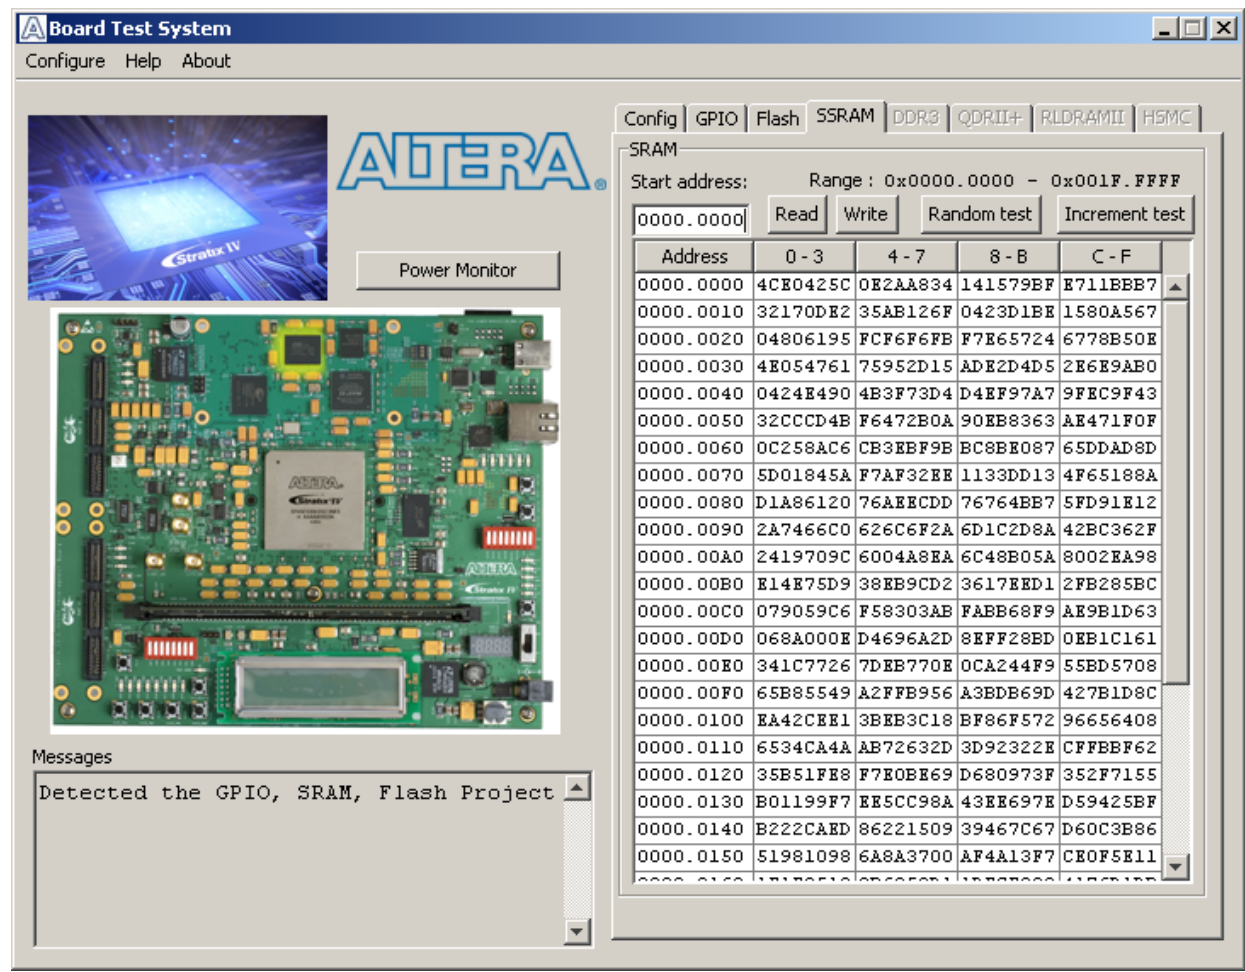 Board Test System
Configure Help About
Config GPIO Flash SSRAM DDR3 QDRII+ RLDRAMII HSMC
SRAM
Start address: Range : 0x0000.0000 - 0x001F.FFFF
0000.0000 Read Write Random test Increment test
ALTERA
Stratix IV
Power Monitor
Address 0 - 3 4 - 7 8 - B C - F
0000.0000 4CE0425C 0E2AA834 141579BF E711BBB7
0000.0010 32170DE2 35AB126F 0423D1BE 1580A567
0000.0020 04806195 FCF6F6FB F7E65724 6778B50E
0000.0030 4E054761 75952D15 ADE2D4D5 2E6E9AB0
0000.0040 0424E490 4B3F73D4 D4EF97A7 9FEC9F43
0000.0050 32CCCD4B F6472B0A 90EB8363 AE471F0F
0000.0060 0C258AC6 CB3EBF9B BC8BE087 65DDAD8D
0000.0070 5D01845A F7AF32EE 1133DD13 4F65188A
0000.0080 D1A86120 76AEECDD 76764BB7 5FD91E12
0000.0090 2A7466C0 626C6F2A 6D1C2D8A 42BC362F
0000.00A0 2419709C 6004A8EA 6C48B05A 8002EA98
0000.00B0 E14E75D9 38EB9CD2 3617EED1 2FB285BC
0000.00C0 079059C6 F58303AB FABB68F9 AE9B1D63
0000.00D0 068A000E D4696A2D 8EFF28BD 0EB1C161
0000.00E0 341C7726 7DEB770E 0CA244F9 55BD5708
0000.00F0 65B85549 A2FFB956 A3BDB69D 427B1D8C
0000.0100 EA42CEE1 3BEB3C18 BF86F572 96656408
0000.0110 6534CA4A AB72632D 3D92322E CFFBBF62
0000.0120 35B51FE8 F7E0BE69 D680973F 352F7155
0000.0130 B01199F7 EE5CC98A 43EE697E D59425BF
0000.0140 B222CAED 86221509 39467C67 D60C3B86
0000.0150 51981098 6A8A3700 AF4A13F7 CE0F5E11
ALTERA
Stratix IV
ALTERA
Stratix IV
Messages
Detected the GPIO, SRAM, Flash Project